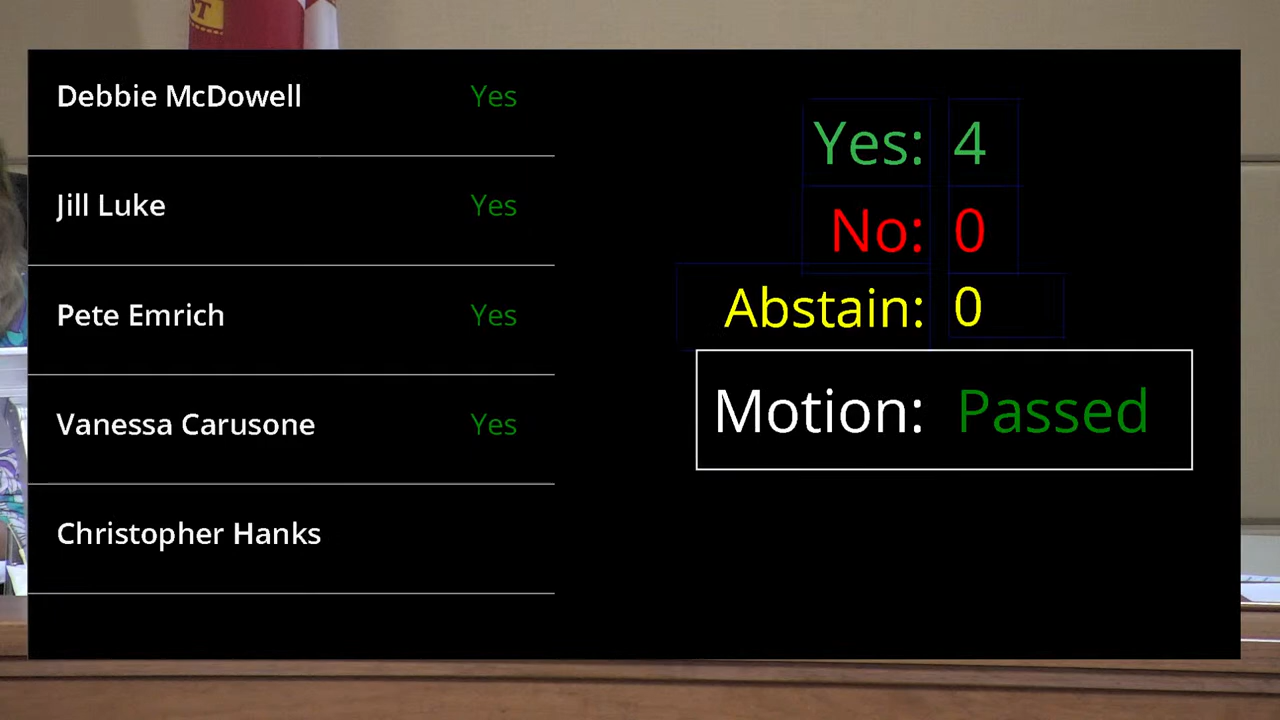 Debbie McDowell Yes
Jill Luke Yes
Pete Emrich Yes
Vanessa Carusone Yes
Christopher Hanks
Yes: 4
No: 0
Abstain: 0
Motion: Passed